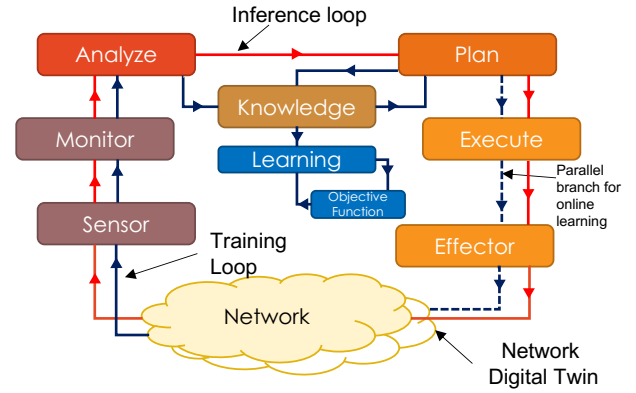 Inference loop
Analyze
Plan
Knowledge
Monitor
Execute
Learning
Parallel
branch for
online
learning
Objective
Function
Sensor
Effector
Training
Loop
Network
Network
Digital Twin